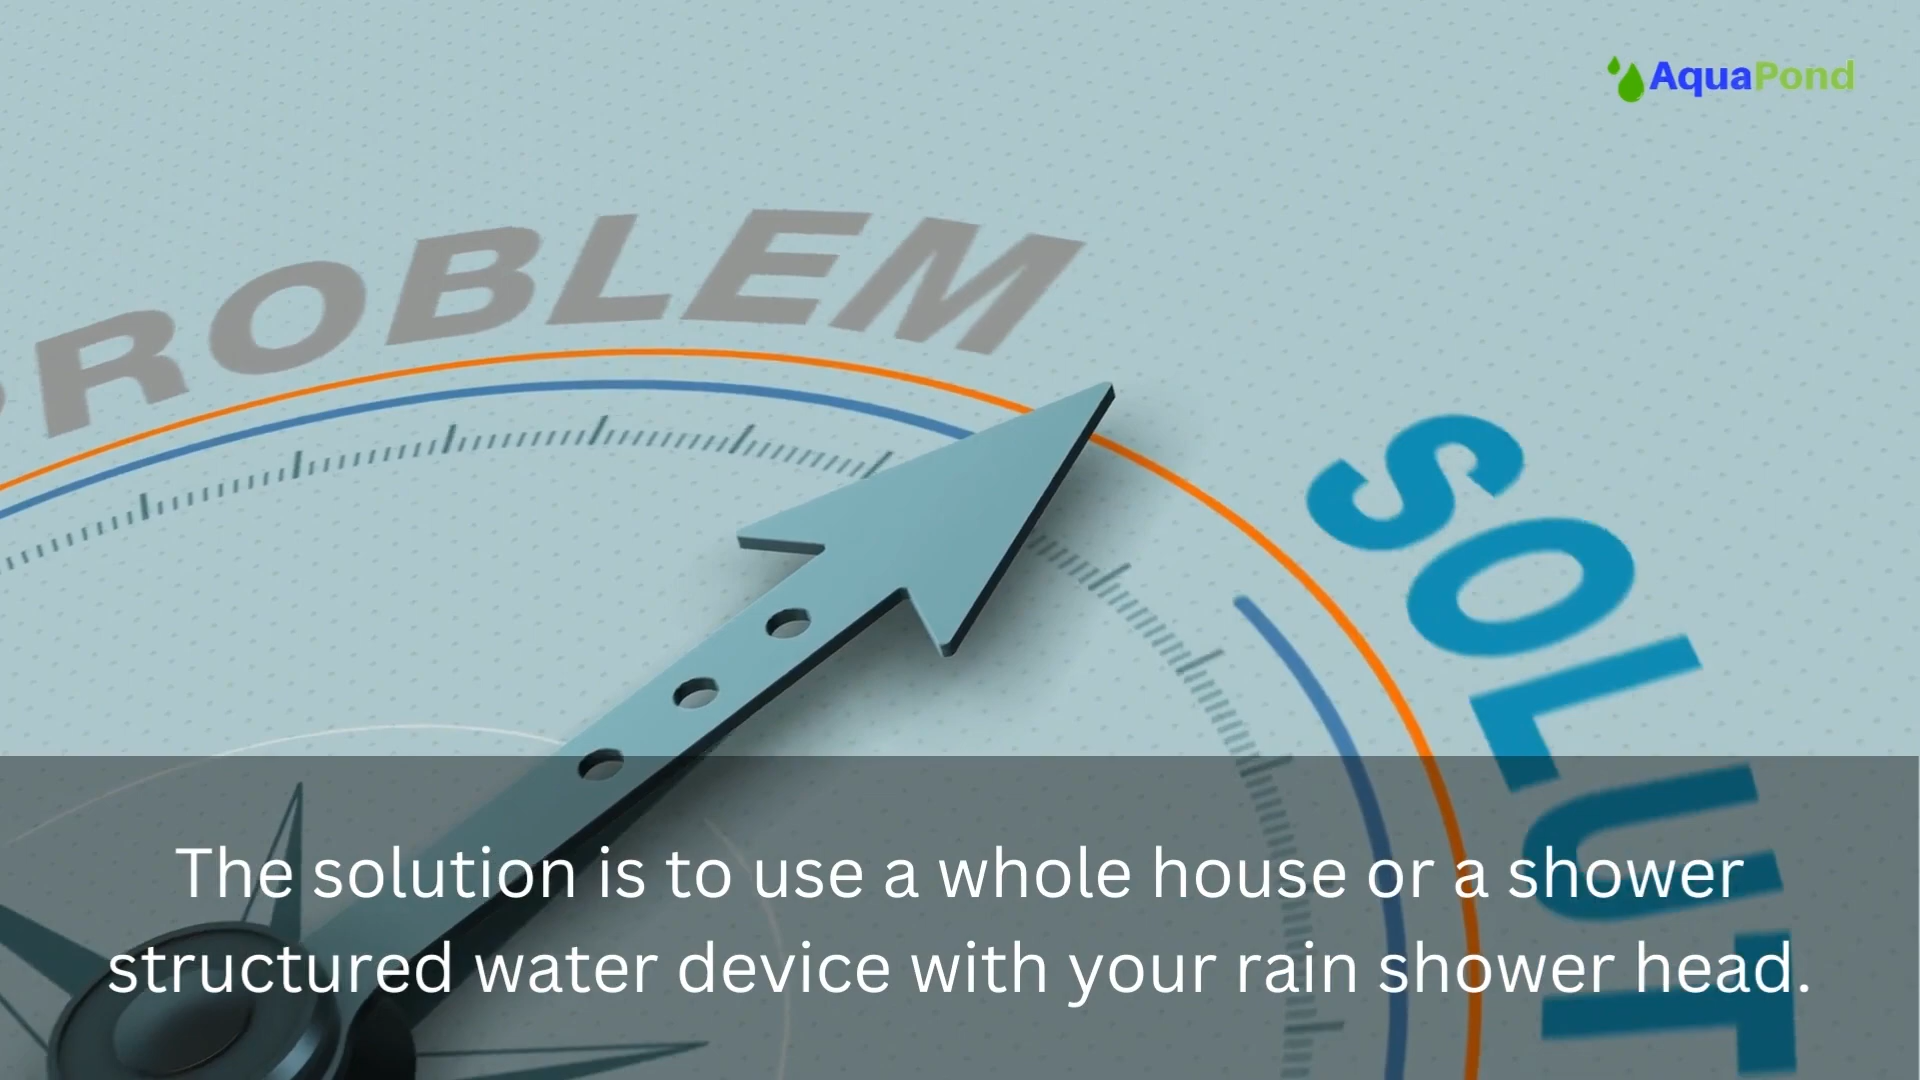 AquaPond
ROBLEM
SOLUT
The solution is to use a whole house or a shower
structured water device with your rain shower head.